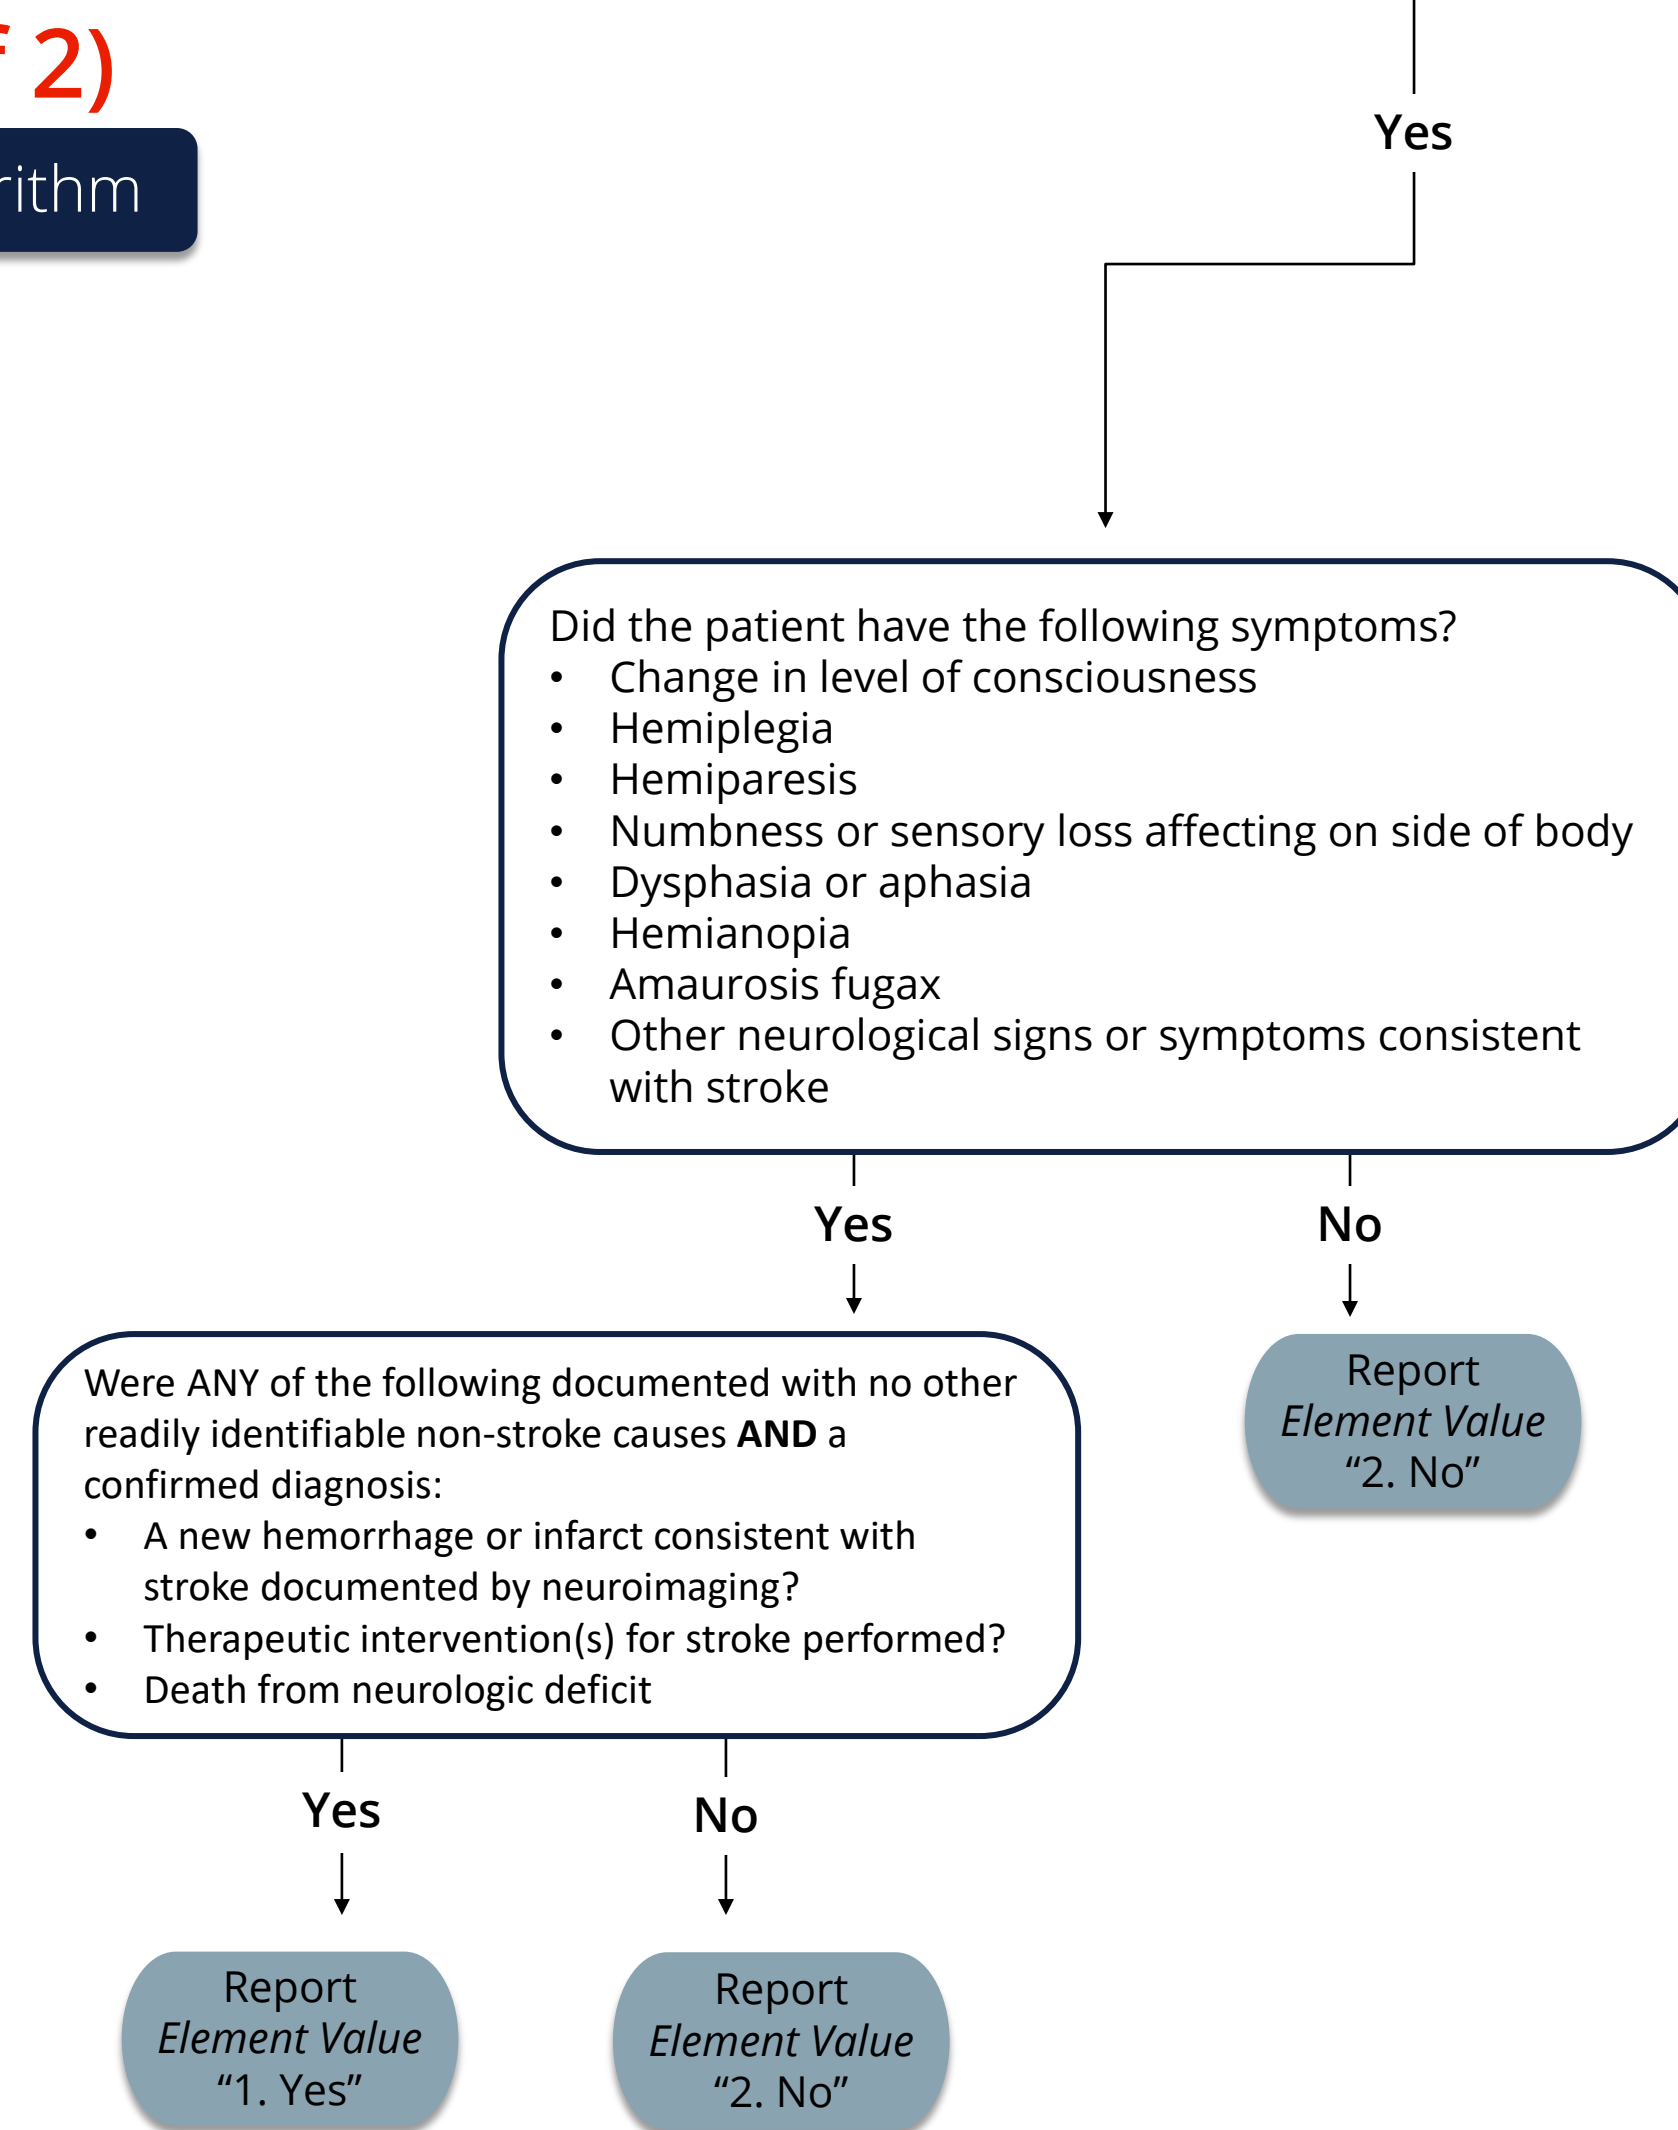 2)
rithm
Yes
Did the patient have the following symptoms?
• Change in level of consciousness
• Hemiplegia
• Hemiparesis
• Numbness or sensory loss affecting on side of body
• Dysphasia or aphasia
• Hemianopia
• Amaurosis fugax
• Other neurological signs or symptoms consistent
with stroke
Yes
No
Were ANY of the following documented with no other
readily identifiable non-stroke causes AND a
confirmed diagnosis:
• A new hemorrhage or infarct consistent with
stroke documented by neuroimaging?
• Therapeutic intervention(s) for stroke performed?
• Death from neurologic deficit
Report
Element Value
“2. No”
Yes
No
Report
Element Value
“1. Yes”
Report
Element Value
“2. No”